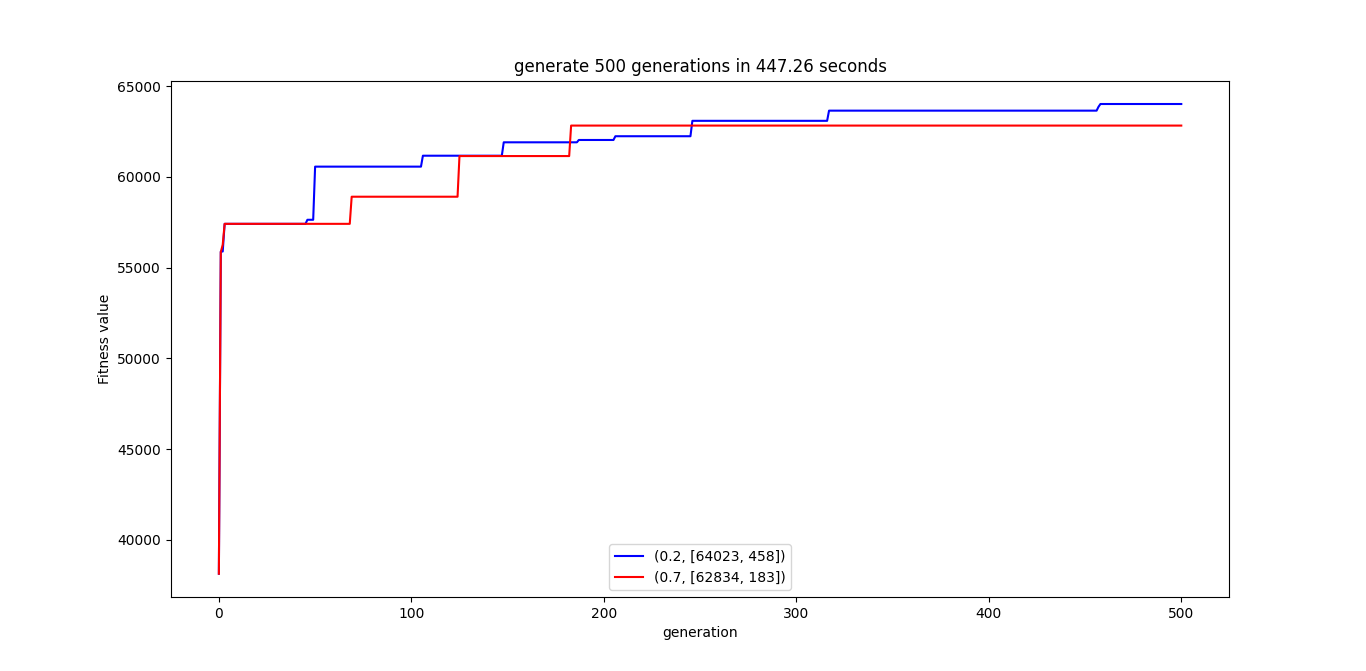 generate 500 generations in 447.26 seconds
65000
60000
55000
50000
45000
40000
Fitness value
(0.2, [64023, 458])
(0.7, [62834, 183])
0 100 200 300 400 500
generation